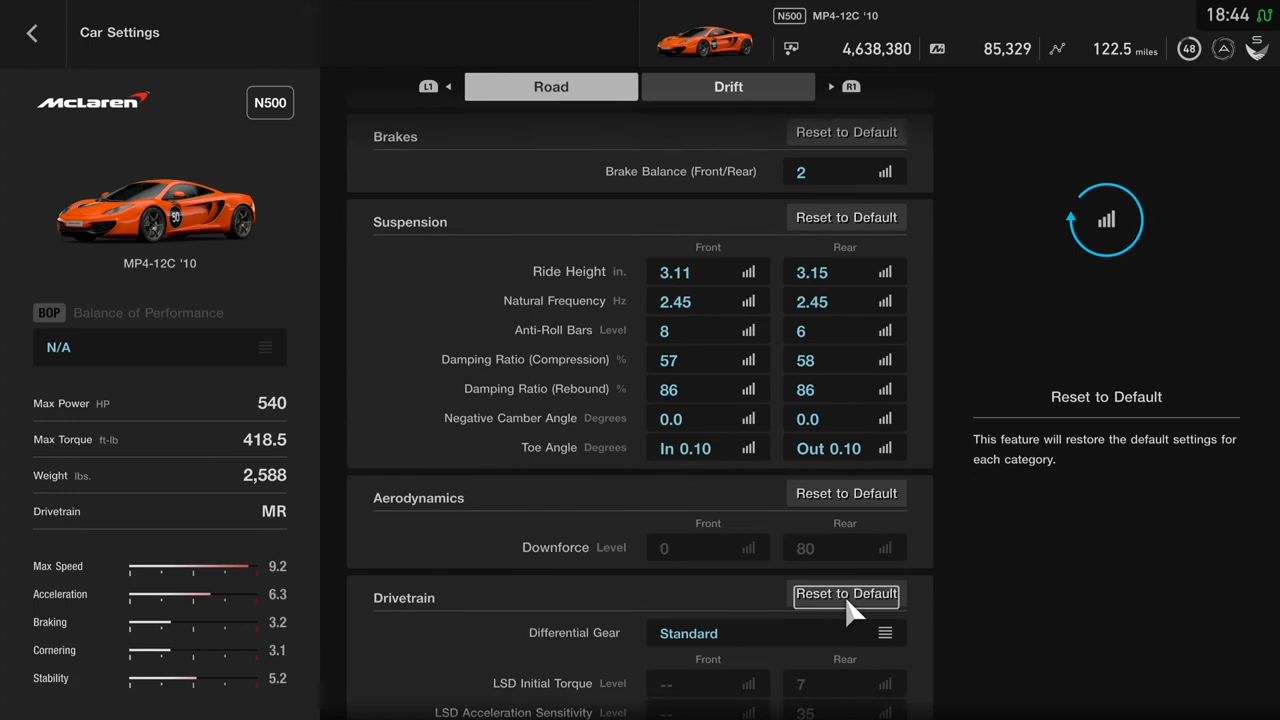 Car Settings
N500 MP4-12C '10
4,638,380 85,329 122.5 miles 48
18:44
McLaren N500
50
MP4-12C '10
BOP Balance of Performance
N/A
Max Power HP 540
Max Torque ft-lb 418.5
Weight lbs. 2,588
Drivetrain MR
Max Speed 9.2
Acceleration 6.3
Braking 3.2
Cornering 3.1
Stability 5.2
L1 Road Drift R1
Brakes Reset to Default
Brake Balance (Front/Rear) 2
Suspension Reset to Default
Front Rear
Ride Height in. 3.11 3.15
Natural Frequency Hz 2.45 2.45
Anti-Roll Bars Level 8 6
Damping Ratio (Compression) % 57 58
Damping Ratio (Rebound) % 86 86
Negative Camber Angle Degrees 0.0 0.0
Toe Angle Degrees In 0.10 Out 0.10
Aerodynamics Reset to Default
Front Rear
Downforce Level 0 80
Drivetrain Reset to Default
Differential Gear Standard
Front Rear
LSD Initial Torque Level -- 7
LSD Acceleration Sensitivity Level -- 35
Reset to Default
This feature will restore the default settings for
each category.